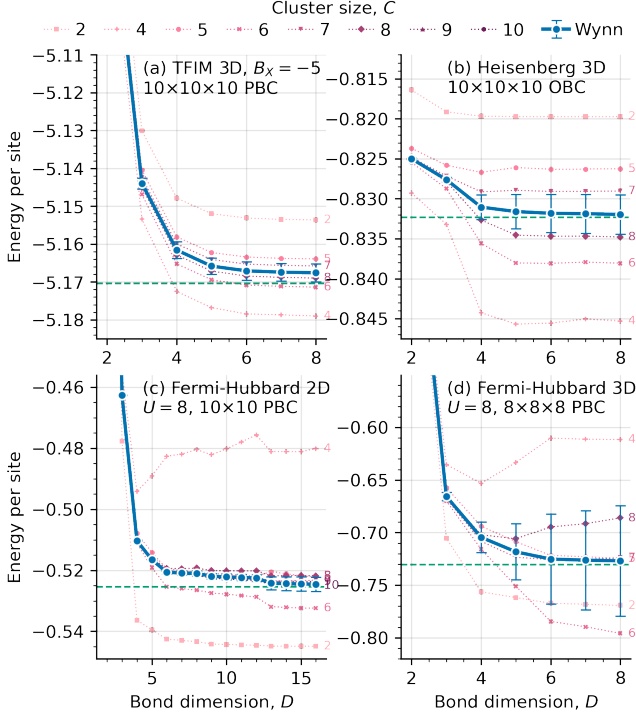 Cluster size, C
2 4 5 6 7 8 9 10 Wynn
(a) TFIM 3D, B_X = −5
10×10×10 PBC
Energy per site
−5.11
−5.12
−5.13
−5.14
−5.15
−5.16
−5.17
−5.18
2 4 6 8
2
5
7
6
4
(b) Heisenberg 3D
10×10×10 OBC
−0.815
−0.820
−0.825
−0.830
−0.835
−0.840
−0.845
2 4 6 8
2
5
7
8
6
4
(c) Fermi-Hubbard 2D
U = 8, 10×10 PBC
Energy per site
−0.46
−0.48
−0.50
−0.52
−0.54
5 10 15
Bond dimension, D
4
10
6
2
(d) Fermi-Hubbard 3D
U = 8, 8×8×8 PBC
−0.60
−0.65
−0.70
−0.75
−0.80
2 4 6 8
Bond dimension, D
4
8
7
2
6